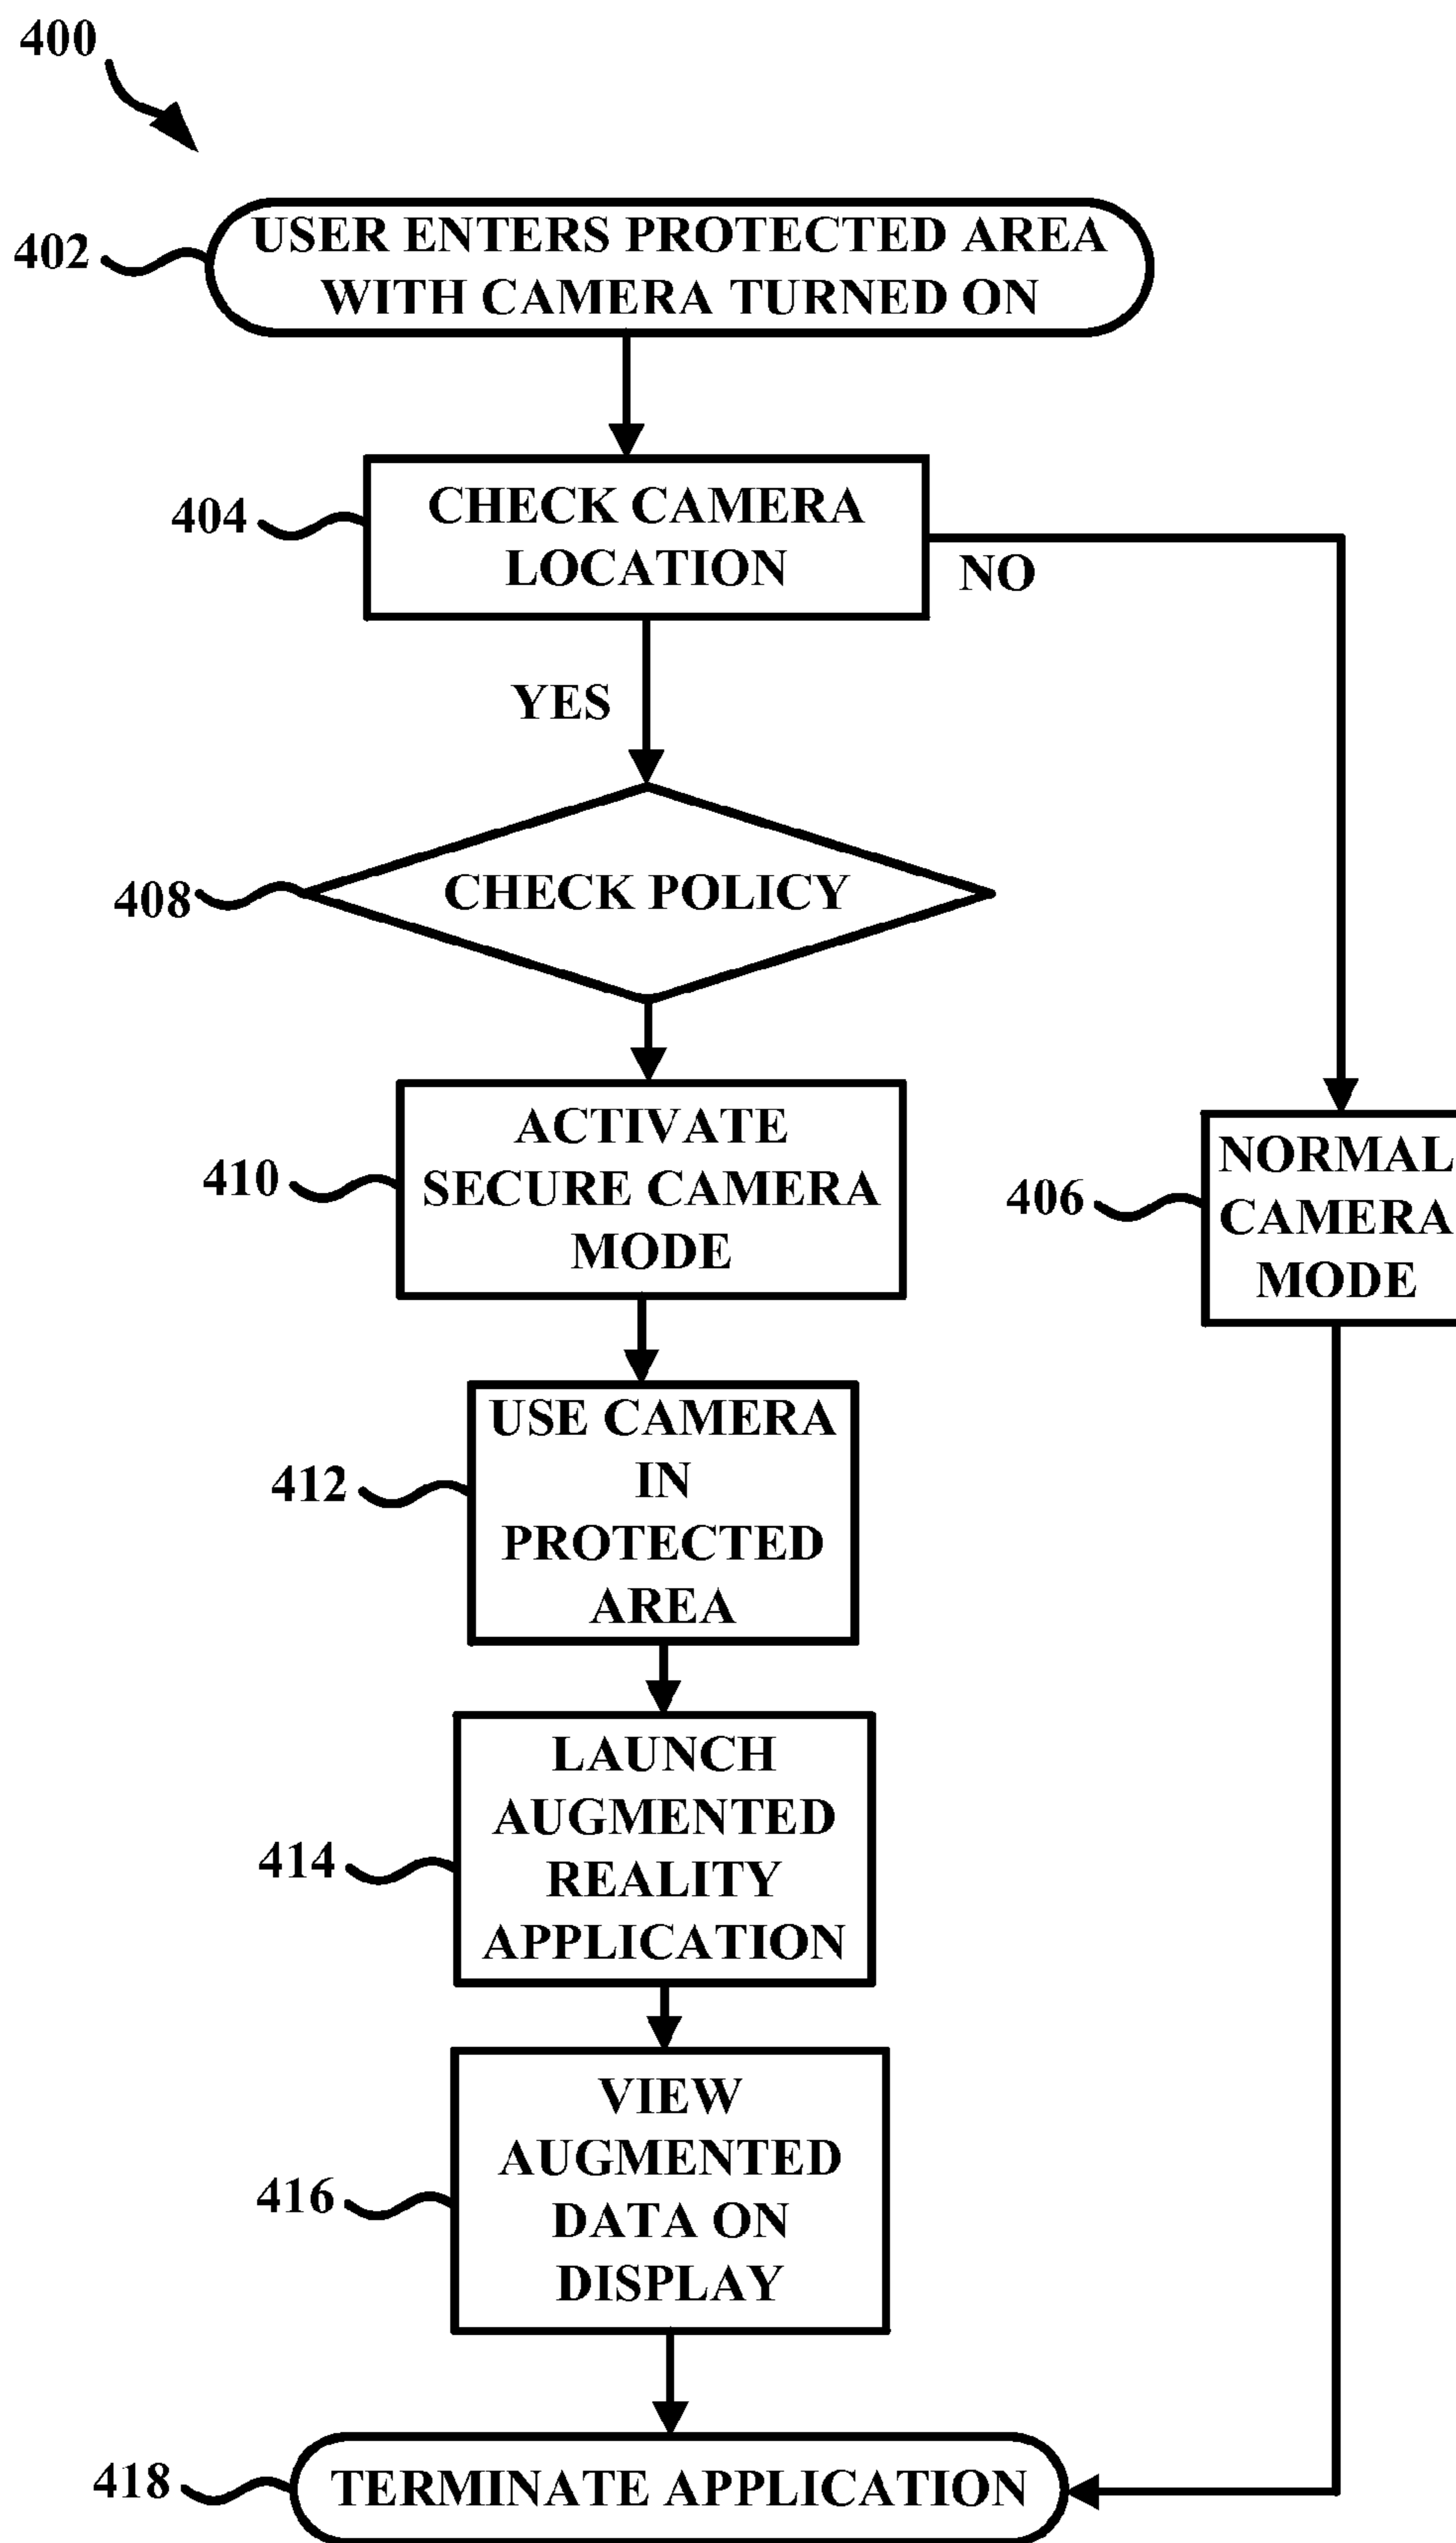 400
402
USER ENTERS PROTECTED AREA
WITH CAMERA TURNED ON
404
CHECK CAMERA
LOCATION
NO
YES
408
CHECK POLICY
410
ACTIVATE
SECURE CAMERA
MODE
406
NORMAL
CAMERA
MODE
412
USE CAMERA
IN
PROTECTED
AREA
414
LAUNCH
AUGMENTED
REALITY
APPLICATION
416
VIEW
AUGMENTED
DATA ON
DISPLAY
418
TERMINATE APPLICATION